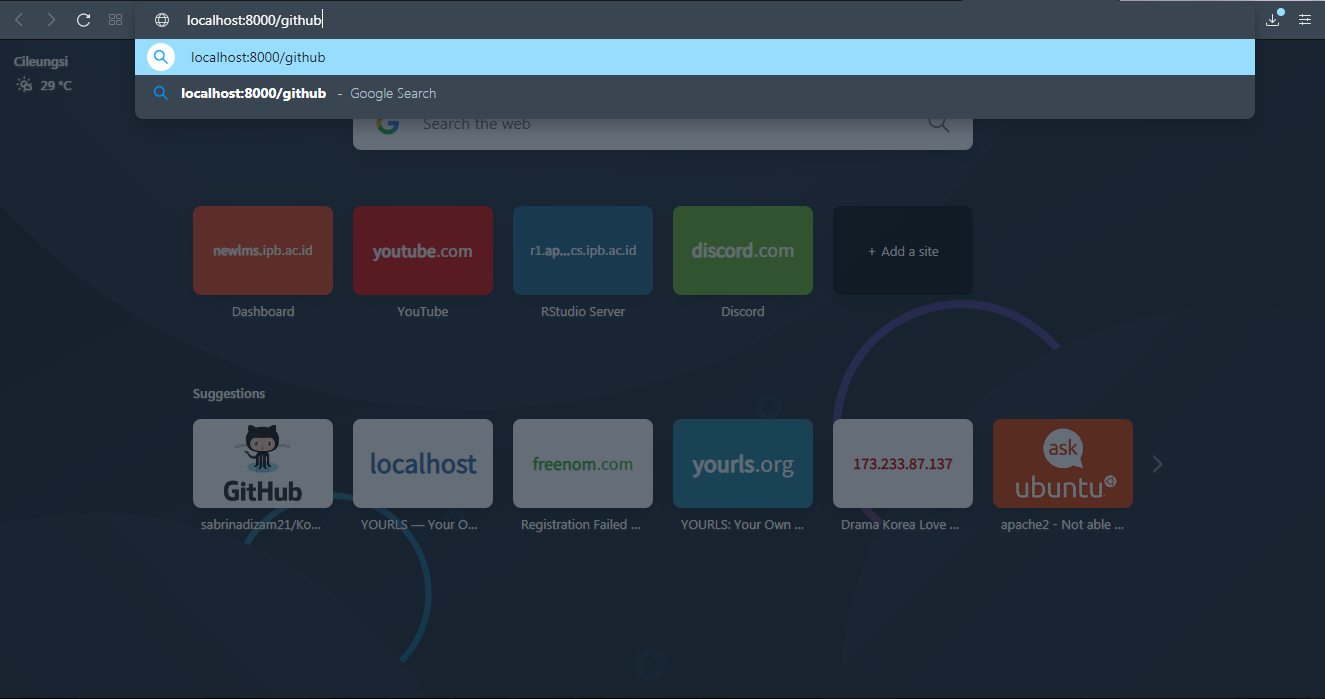 localhost:8000/github
Cileungsi
29 °C
localhost:8000/github
localhost:8000/github - Google Search
Search the web
newlms.ipb.ac.id
youtube.com
r1.ap...cs.ipb.ac.id
discord.com
+ Add a site
Dashboard
YouTube
RStudio Server
Discord
Suggestions
GitHub
localhost
freenom.com
yourls.org
173.233.87.137
ask
ubuntu
sabrinadizam21/Ko...
YOURLS — Your O...
Registration Failed ...
YOURLS: Your Own ...
Drama Korea Love ...
apache2 - Not able ...